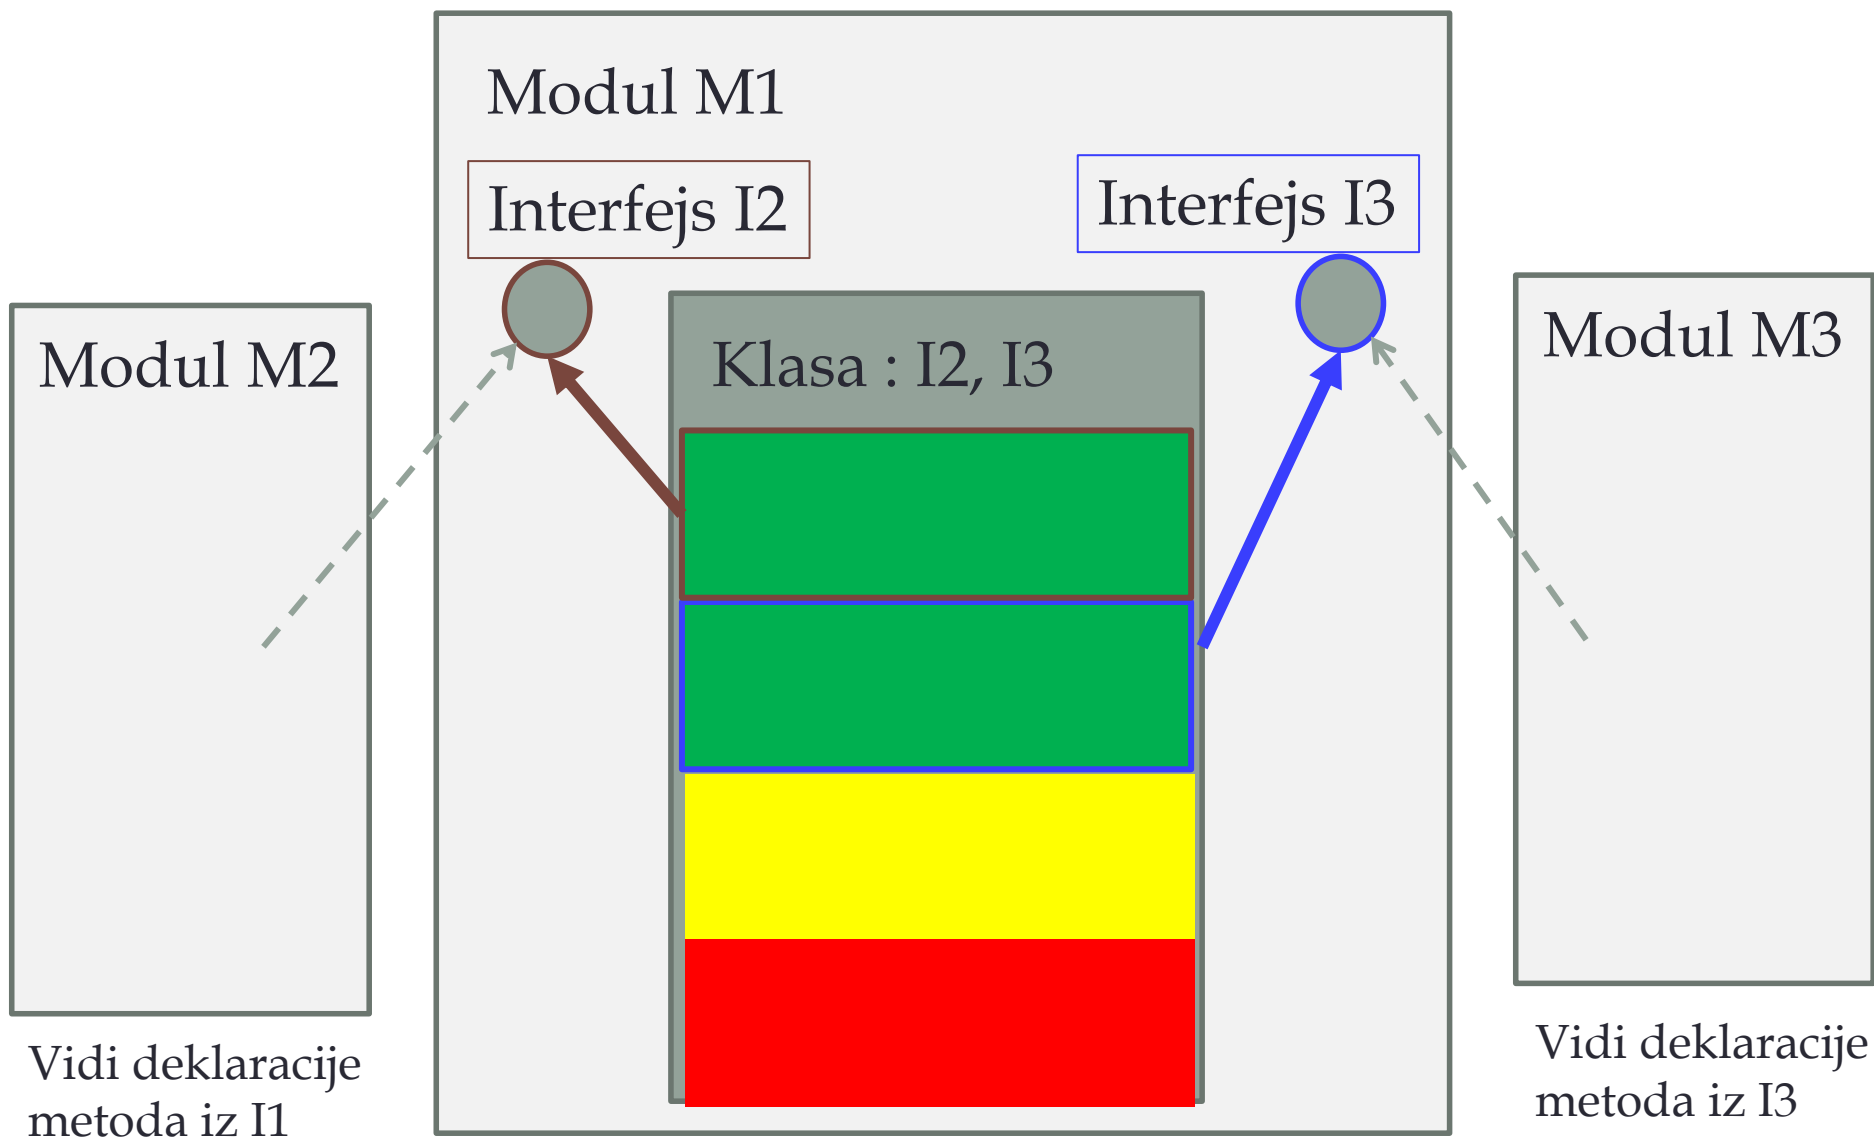 Modul M1
Interfejs I2
Interfejs I3
Modul M2
Klasa : I2, I3
Modul M3
Vidi deklaracije
metoda iz I1
Vidi deklaracije
metoda iz I3